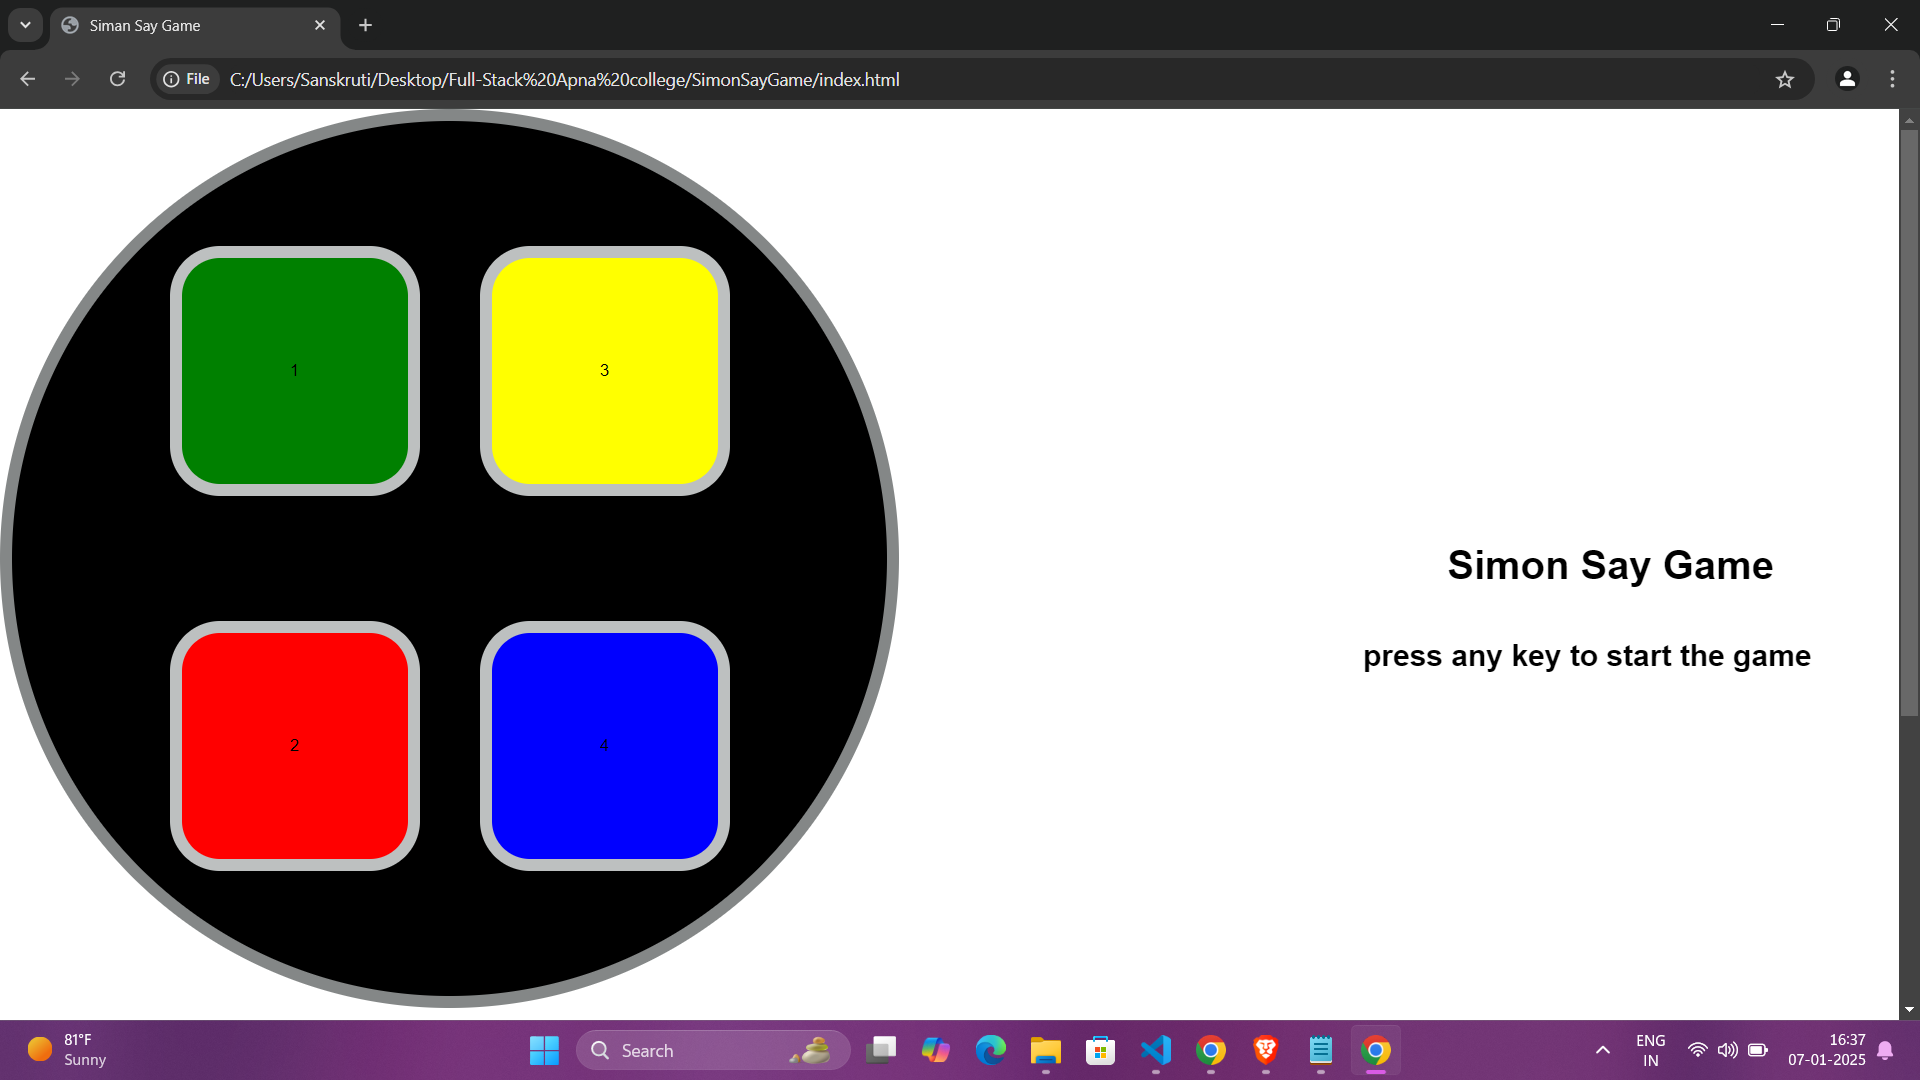 Siman Say Game
File
C:/Users/Sanskruti/Desktop/Full-Stack%20Apna%20college/SimonSayGame/index.html
1
3
Simon Say Game
press any key to start the game
2
4
81°F
Sunny
Search
ENG
IN
16:37
07-01-2025